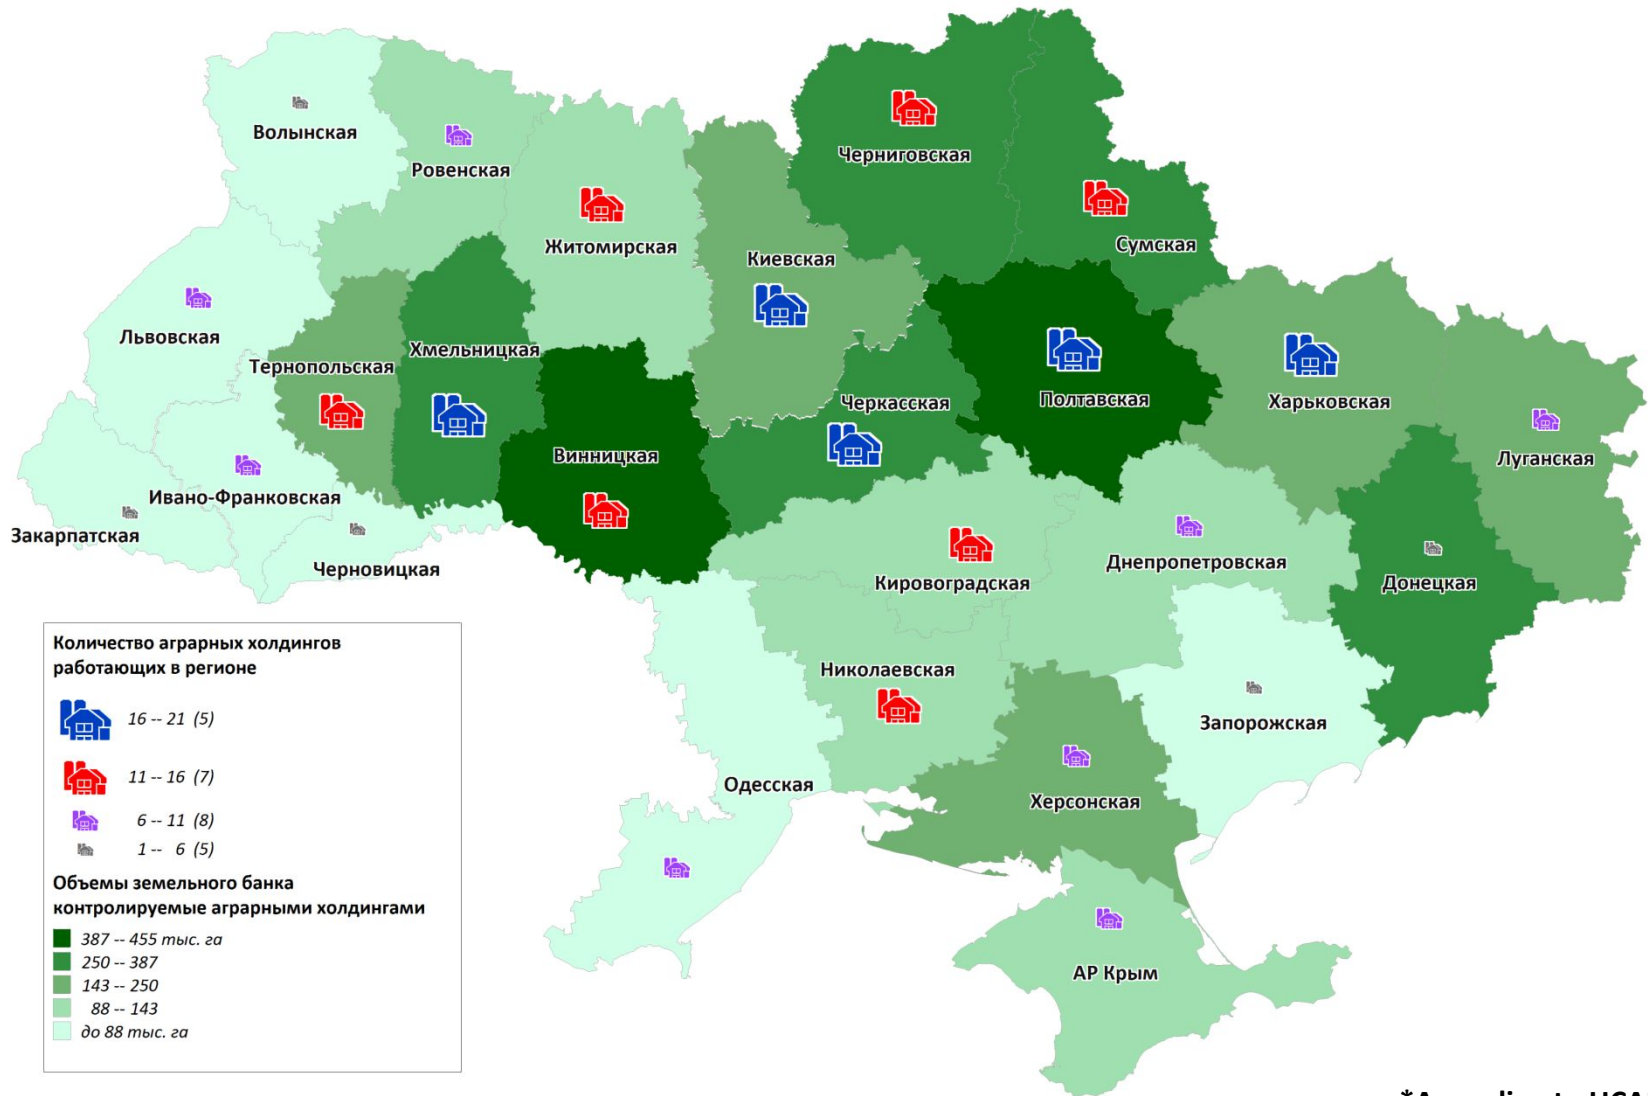 Волынская
Ровенская
Черниговская
Житомирская
Киевская
Сумская
Львовская
Тернопольская
Хмельницкая
Черкасская
Полтавская
Харьковская
Винницкая
Луганская
Ивано-Франковская
Закарпатская
Черновицкая
Кировоградская
Днепропетровская
Донецкая
Николаевская
Запорожская
Одесская
Херсонская
АР Крым
Количество аграрных холдингов
работающих в регионе
16 -- 21 (5)
11 -- 16 (7)
6 -- 11 (8)
1 -- 6 (5)
Объемы земельного банка
контролируемые аграрными холдингами
387 -- 455 тыс. га
250 -- 387
143 -- 250
88 -- 143
до 88 тыс. га